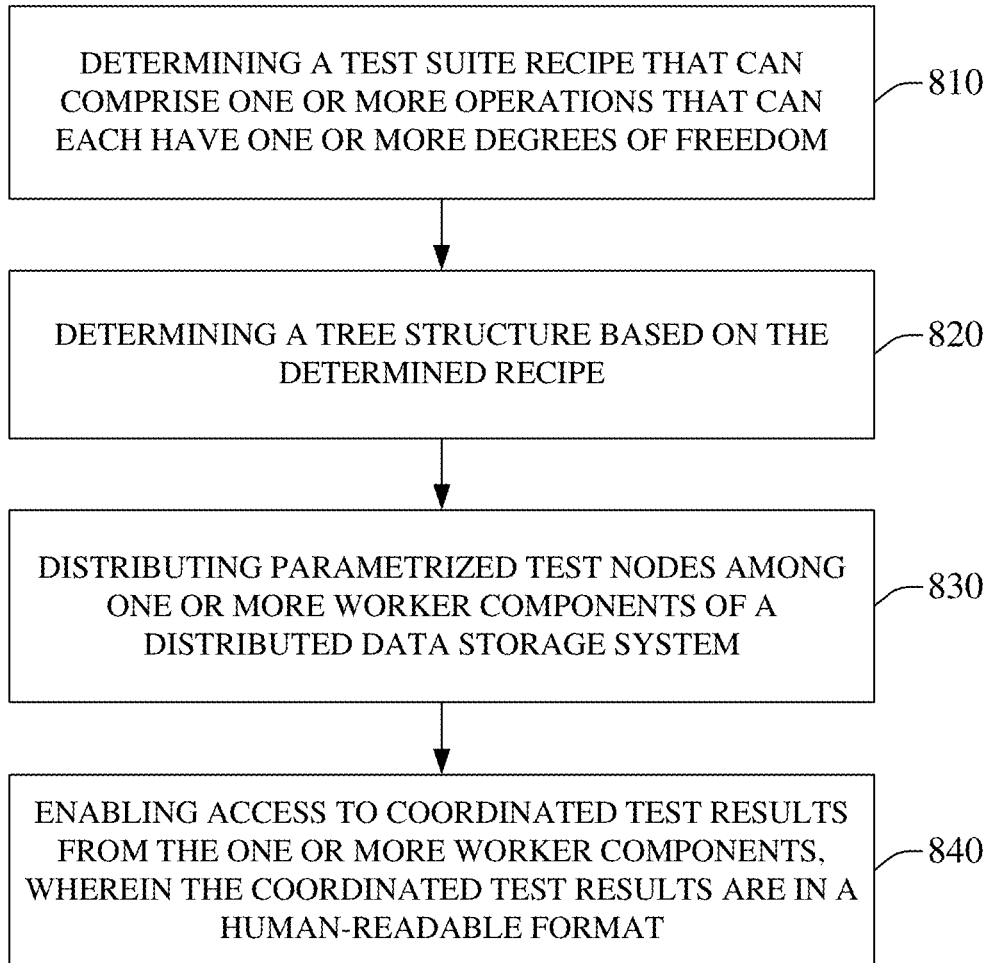 DETERMINING A TEST SUITE RECIPE THAT CAN
COMPRISE ONE OR MORE OPERATIONS THAT CAN
EACH HAVE ONE OR MORE DEGREES OF FREEDOM
810
DETERMINING A TREE STRUCTURE BASED ON THE
DETERMINED RECIPE
820
DISTRIBUTING PARAMETRIZED TEST NODES AMONG
ONE OR MORE WORKER COMPONENTS OF A
DISTRIBUTED DATA STORAGE SYSTEM
830
ENABLING ACCESS TO COORDINATED TEST RESULTS
FROM THE ONE OR MORE WORKER COMPONENTS,
WHEREIN THE COORDINATED TEST RESULTS ARE IN A
HUMAN-READABLE FORMAT
840